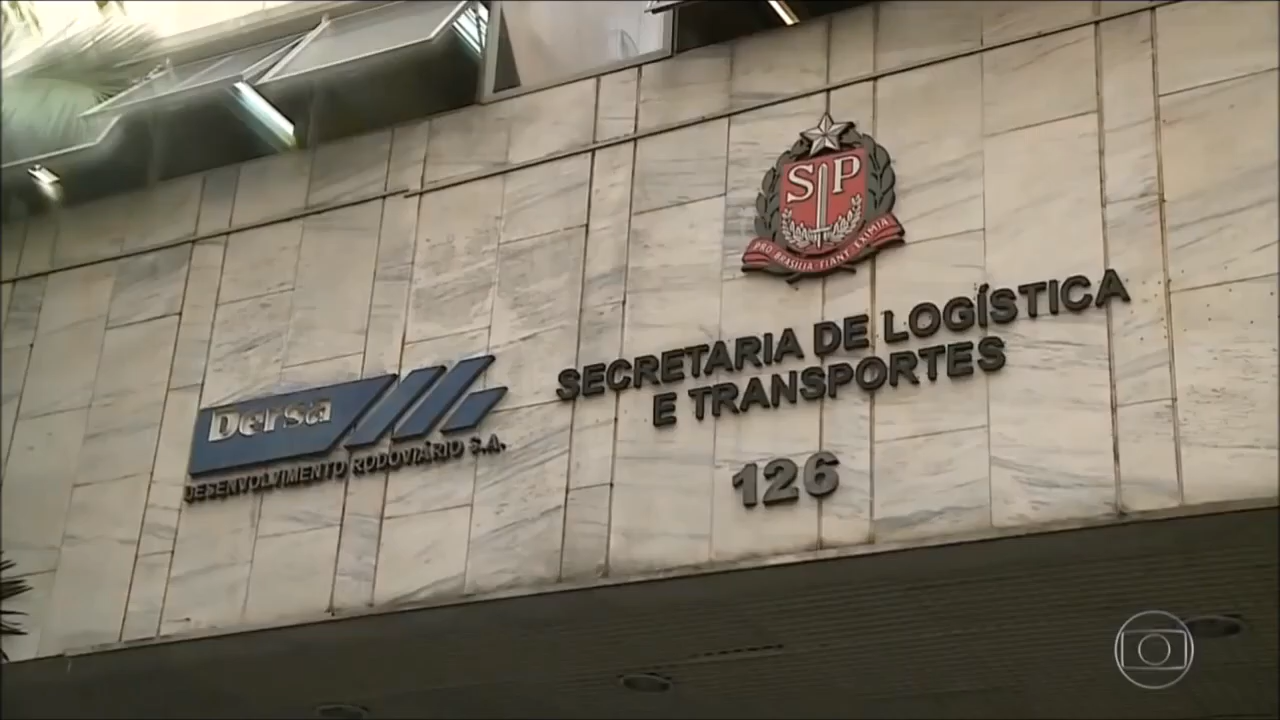 SP
PRO BRASILIA FIANT EXIMIA
SECRETARIA DE LOGÍSTICA
E TRANSPORTES
126
Dersa
DESENVOLVIMENTO RODOVIÁRIO S.A.